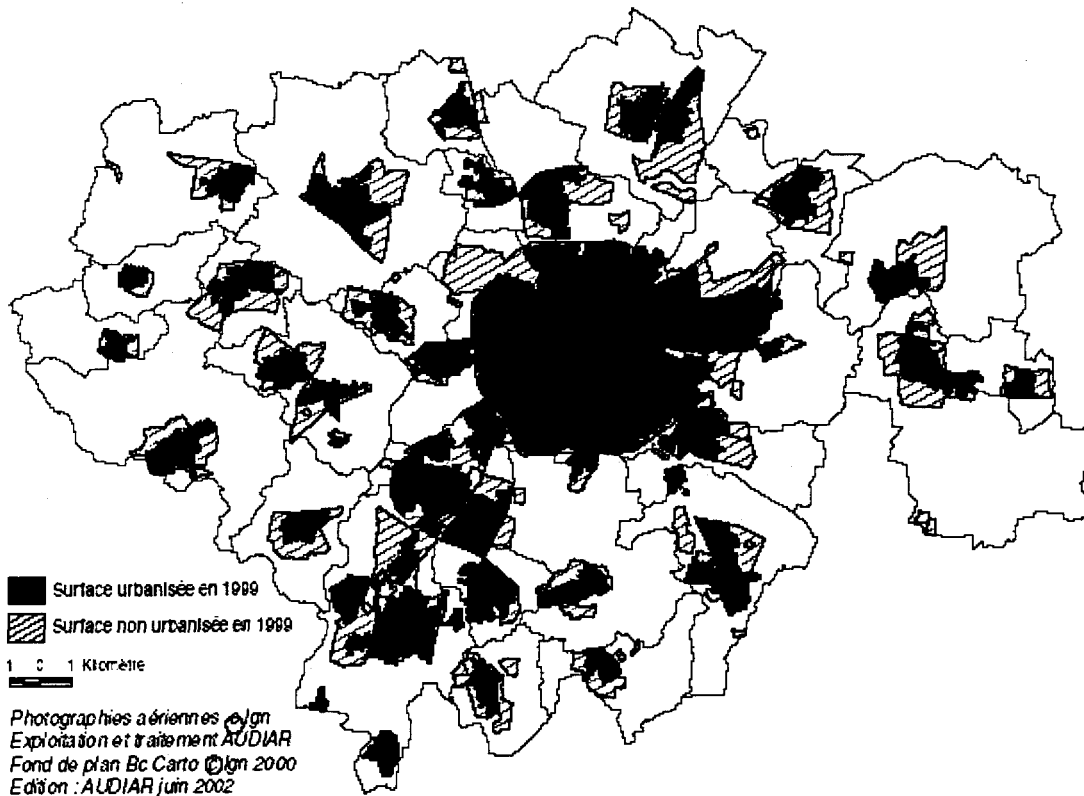 Surface urbanisée en 1999
Surface non urbanisée en 1999
1 0 1 Kilomètre
Photographies aériennes ©Ign
Exploitation et traitement AUDIAR
Fond de plan Bc Carto ©Ign 2000
Edition : AUDIAR juin 2002